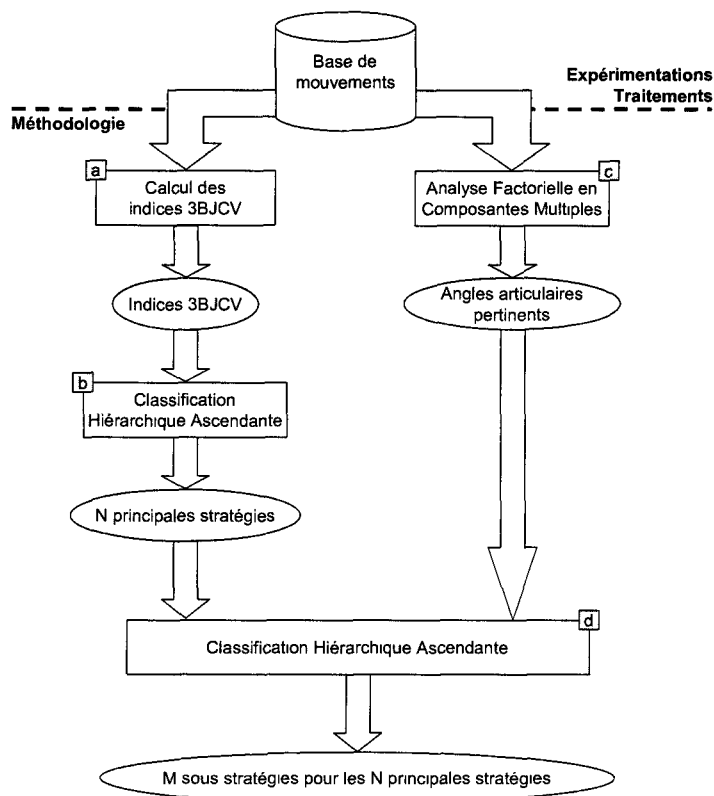 Base de
mouvements
Expérimentations
Traitements
Méthodologie
a
Calcul des
indices 3BJCV
c
Analyse Factorielle en
Composantes Multiples
Indices 3BJCV
Angles articulaires
pertinents
b
Classification
Hiérarchique Ascendante
N principales stratégies
d
Classification Hiérarchique Ascendante
M sous stratégies pour les N principales stratégies